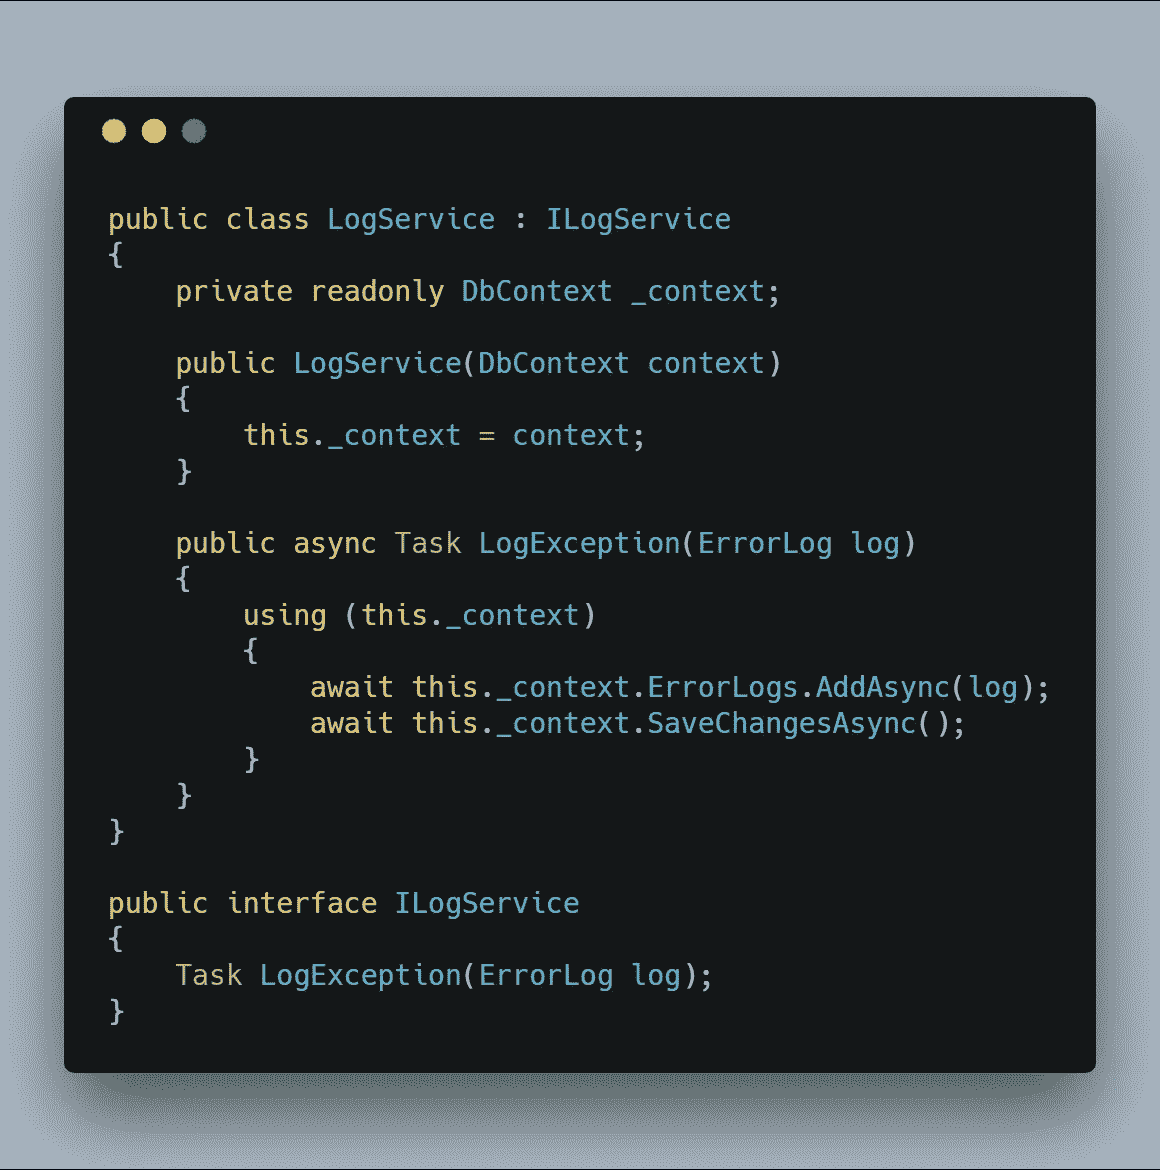 public class LogService : ILogService
{
    private readonly DbContext _context;

    public LogService(DbContext context)
    {
        this._context = context;
    }

    public async Task LogException(ErrorLog log)
    {
        using (this._context)
        {
            await this._context.ErrorLogs.AddAsync(log);
            await this._context.SaveChangesAsync();
        }
    }
}

public interface ILogService
{
    Task LogException(ErrorLog log);
}